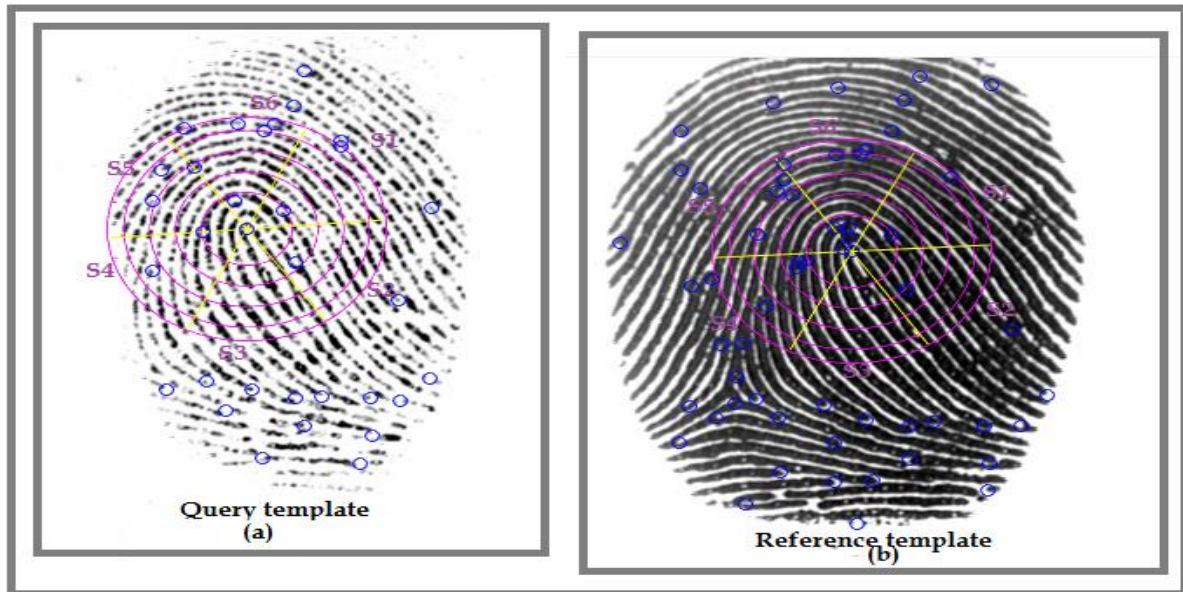 S6
S1
S5
S4
S2
S3
Query template
(a)
S6
S1
S5
S2
S4
S3
Reference template
(b)